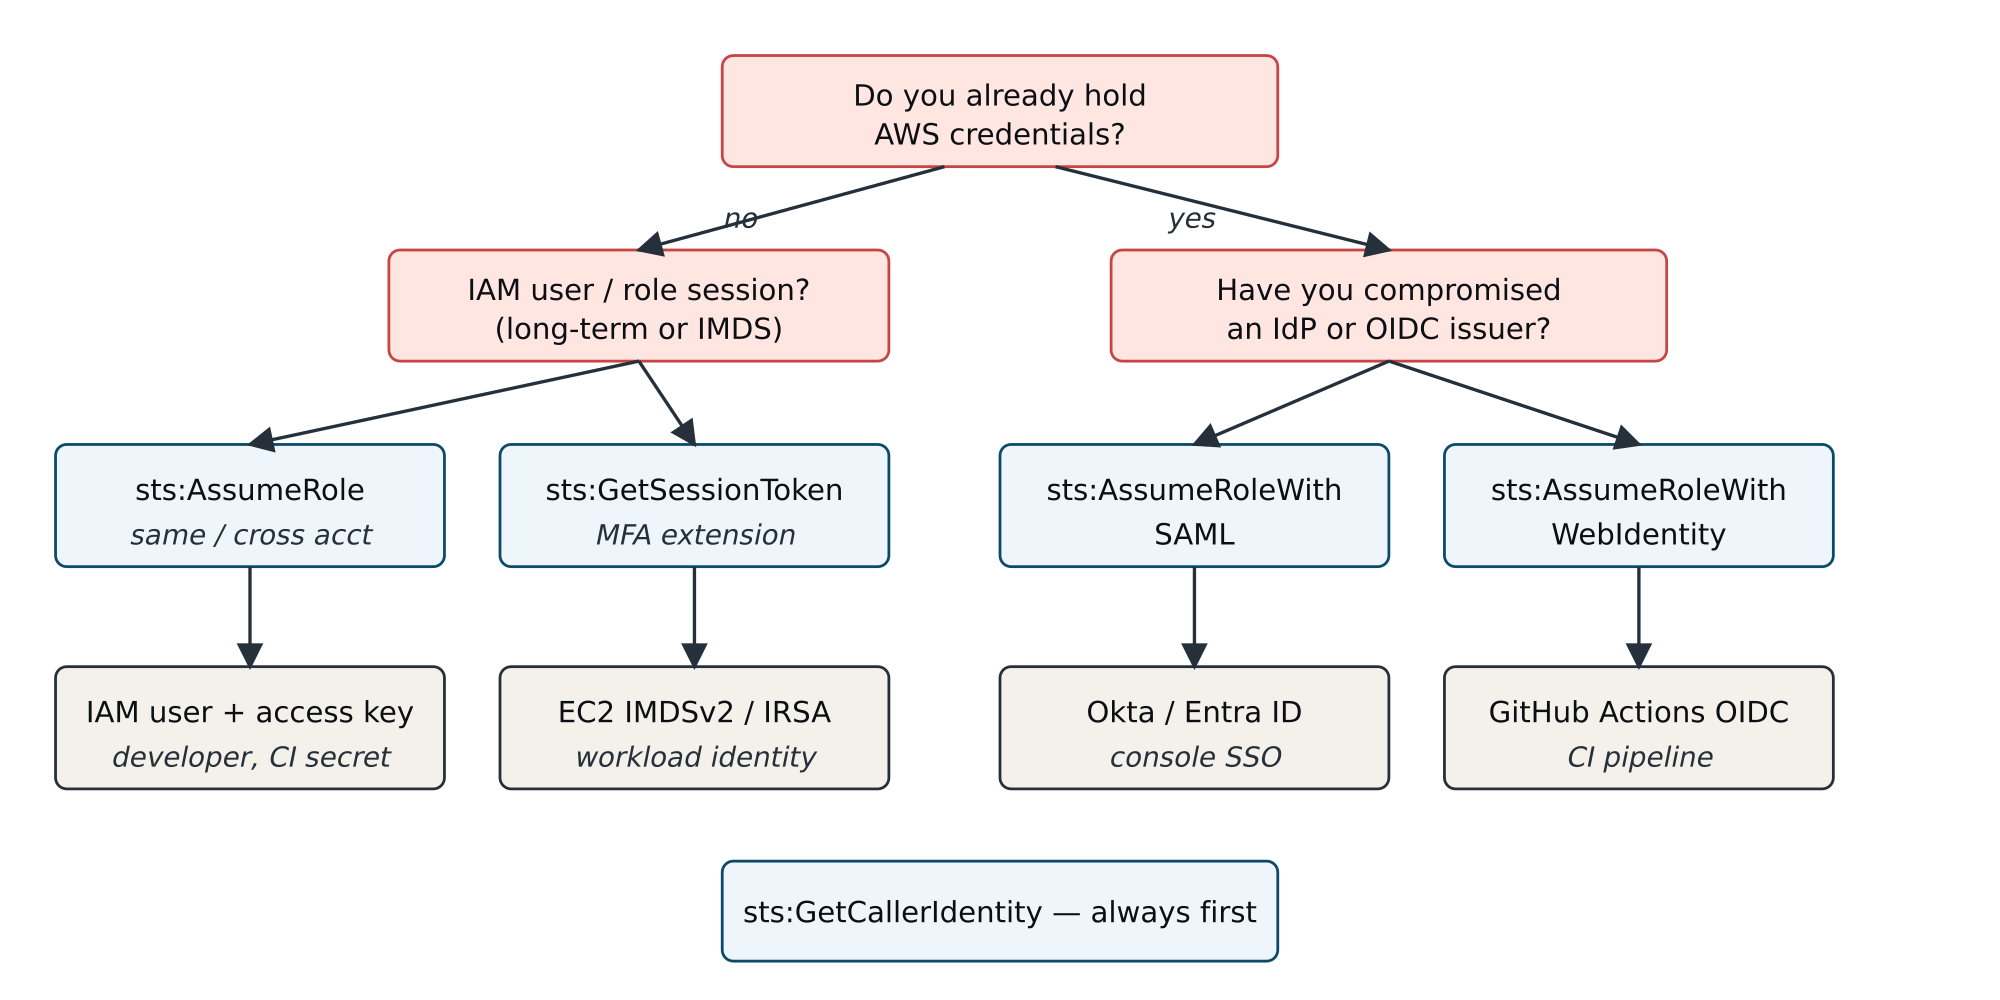 Do you already hold
AWS credentials?
no
yes
IAM user / role session?
(long-term or IMDS)
Have you compromised
an IdP or OIDC issuer?
sts:AssumeRole
same / cross acct
sts:GetSessionToken
MFA extension
sts:AssumeRoleWith
SAML
sts:AssumeRoleWith
WebIdentity
IAM user + access key
developer, CI secret
EC2 IMDSv2 / IRSA
workload identity
Okta / Entra ID
console SSO
GitHub Actions OIDC
CI pipeline
sts:GetCallerIdentity — always first